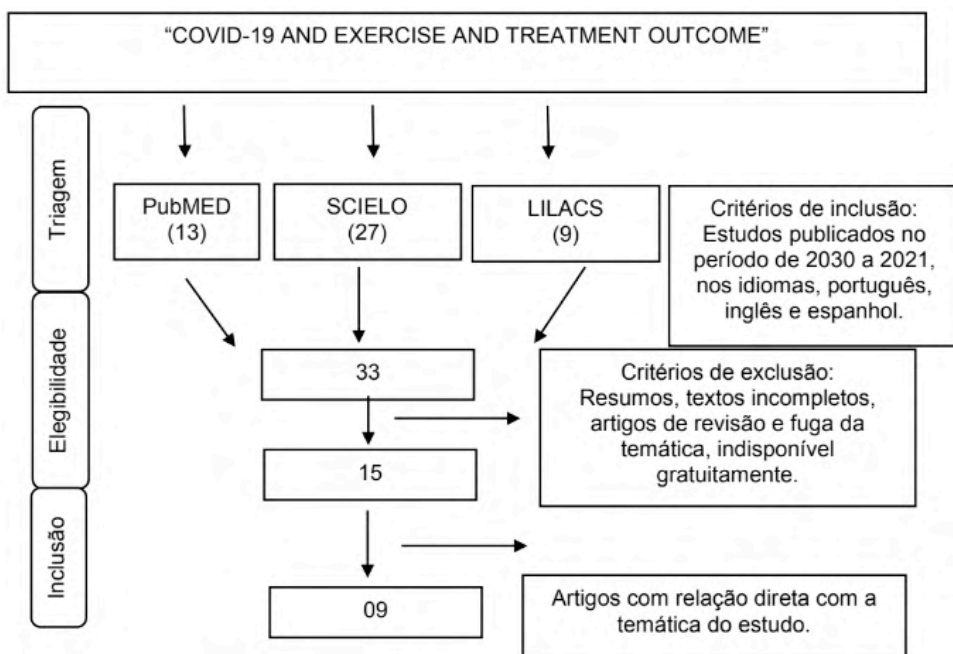 “COVID-19 AND EXERCISE AND TREATMENT OUTCOME”
Triagem
PubMED
(13)
SCIELO
(27)
LILACS
(9)
Critérios de inclusão:
Estudos publicados no
período de 2030 a 2021,
nos idiomas, português,
inglês e espanhol.
Elegibilidade
33
Critérios de exclusão:
Resumos, textos incompletos,
artigos de revisão e fuga da
temática, indisponível
gratuitamente.
15
Inclusão
09
Artigos com relação direta com a
temática do estudo.